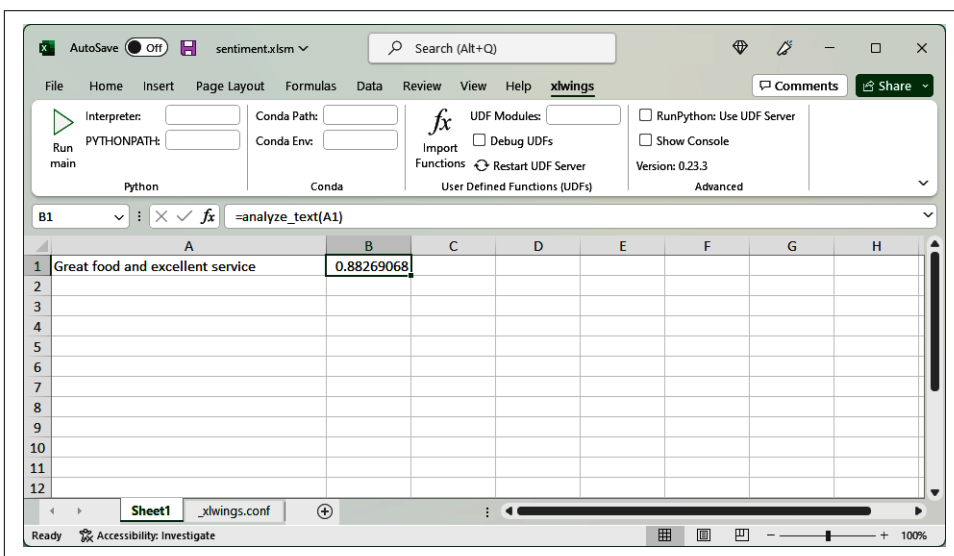 AutoSave Off sentiment.xlsm Search (Alt+Q)
File Home Insert Page Layout Formulas Data Review View Help xlwings Comments Share
Interpreter: Conda Path: fx UDF Modules: RunPython: Use UDF Server
Run PYTHONPATH: Conda Env: Import Debug UDFs Show Console
main Functions Restart UDF Server Version: 0.23.3
Python Conda User Defined Functions (UDFs) Advanced
B1 fx =analyze_text(A1)
A B C D E F G H
1 Great food and excellent service 0.88269068
2
3
4
5
6
7
8
9
10
11
12
Sheet1 _xlwings.conf
Ready Accessibility: Investigate 100%